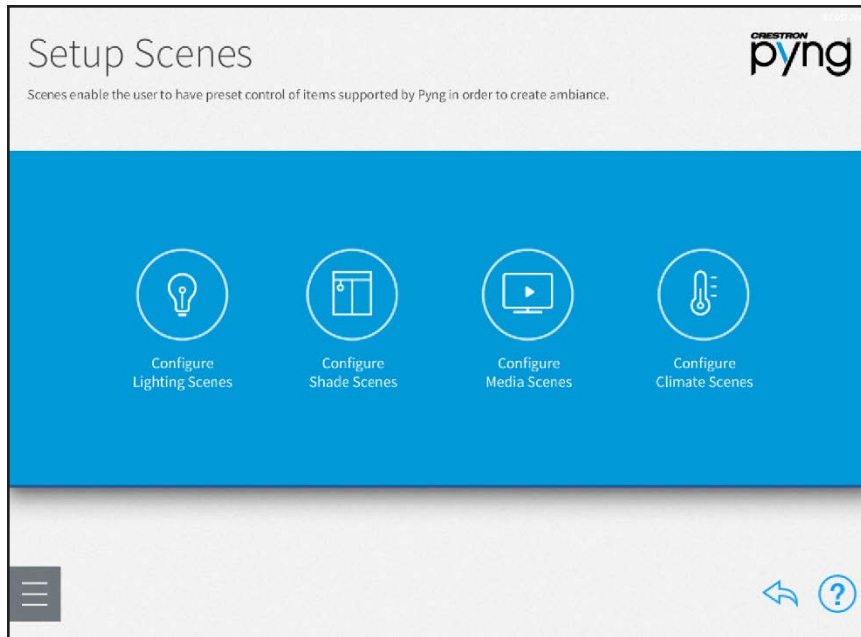 Setup Scenes
CRESTRON
pyng
Scenes enable the user to have preset control of items supported by Pyng in order to create ambiance.
Configure
Lighting Scenes
Configure
Shade Scenes
Configure
Media Scenes
Configure
Climate Scenes
?